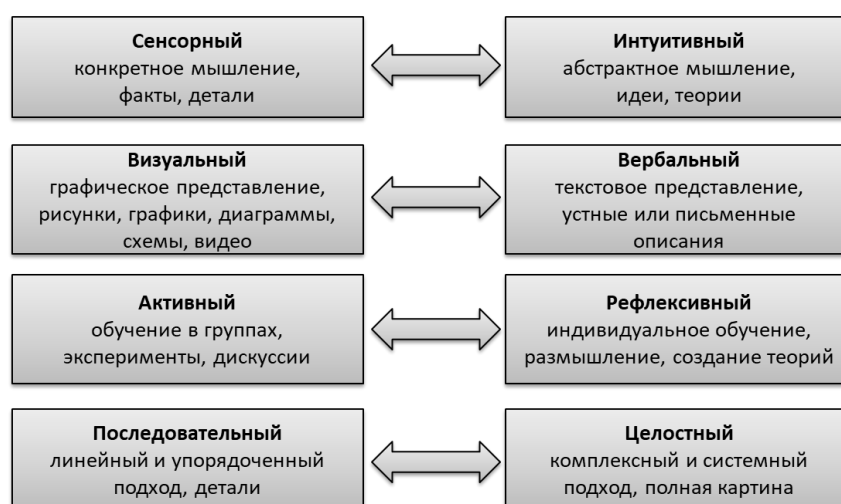 Сенсорный
конкретное мышление,
факты, детали
Интуитивный
абстрактное мышление,
идеи, теории
Визуальный
графическое представление,
рисунки, графики, диаграммы,
схемы, видео
Вербальный
текстовое представление,
устные или письменные
описания
Активный
обучение в группах,
эксперименты, дискуссии
Рефлексивный
индивидуальное обучение,
размышление, создание теорий
Последовательный
линейный и упорядоченный
подход, детали
Целостный
комплексный и системный
подход, полная картина